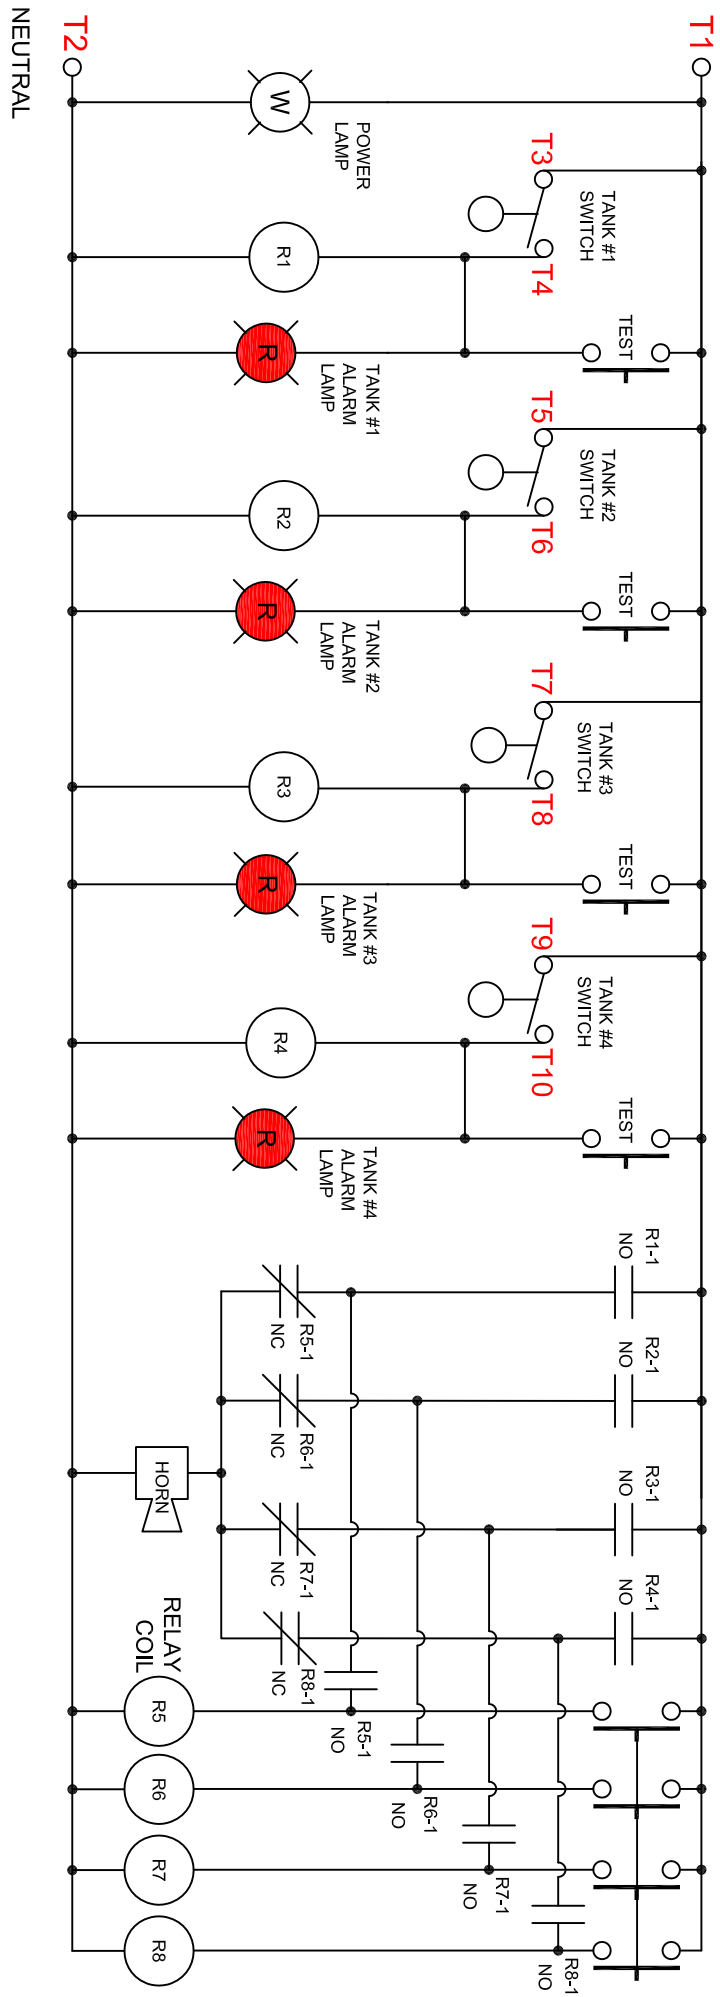 T1
T2
NEUTRAL
W
POWER
LAMP
T3
TANK #1
SWITCH
T4
R1
TEST
R
TANK #1
ALARM
LAMP
T5
TANK #2
SWITCH
T6
R2
TEST
R
TANK #2
ALARM
LAMP
T7
TANK #3
SWITCH
T8
R3
TEST
R
TANK #3
ALARM
LAMP
T9
TANK #4
SWITCH
T10
R4
TEST
R
TANK #4
ALARM
LAMP
R1-1
NO
R5-1
NC
R2-1
NO
R6-1
NC
HORN
R3-1
NO
R7-1
NC
R4-1
NO
R8-1
NC
RELAY
COIL
R5
R5-1
NO
R6
R6-1
NO
R7
R7-1
NO
R8
R8-1
NO